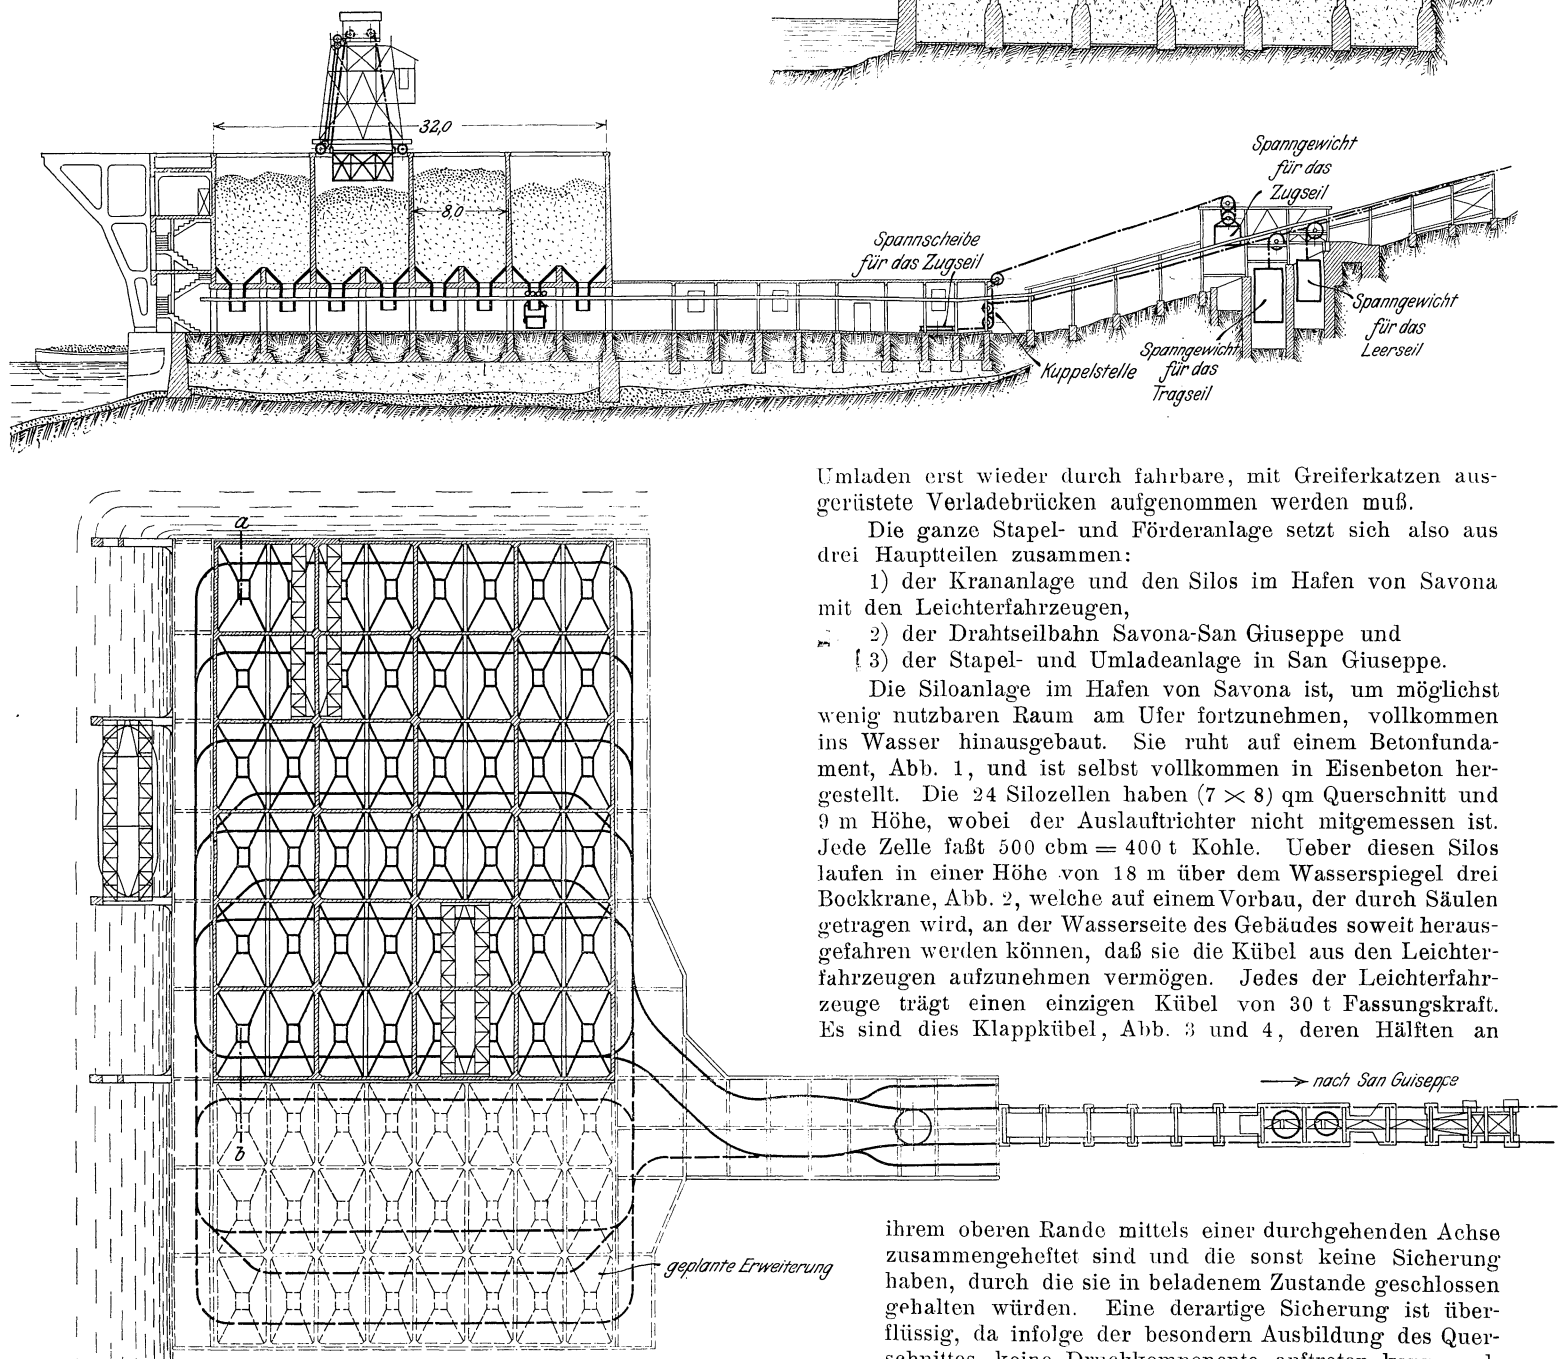 32,0
8,0
Spannscheibe
für das Zugseil
Spanngewicht
für das
Zugseil
Spanngewicht
für das
Leerseil
Spanngewicht
für das
Tragseil
Kuppelstelle
Umladen erst wieder durch fahrbare, mit Greiferkatzen aus-
gerüstete Verladebrücken aufgenommen werden muß.
Die ganze Stapel- und Förderanlage setzt sich also aus
drei Hauptteilen zusammen:
1) der Krananlage und den Silos im Hafen von Savona
mit den Leichterfahrzeugen,
2) der Drahtseilbahn Savona-San Giuseppe und
3) der Stapel- und Umladeanlage in San Giuseppe.
Die Siloanlage im Hafen von Savona ist, um möglichst
wenig nutzbaren Raum am Ufer fortzunehmen, vollkommen
ins Wasser hinausgebaut. Sie ruht auf einem Betonfunda-
ment, Abb. 1, und ist selbst vollkommen in Eisenbeton her-
gestellt. Die 24 Silozellen haben (7 × 8) qm Querschnitt und
9 m Höhe, wobei der Auslauftrichter nicht mitgemessen ist.
Jede Zelle faßt 500 cbm = 400 t Kohle. Ueber diesen Silos
laufen in einer Höhe von 18 m über dem Wasserspiegel drei
Bockkrane, Abb. 2, welche auf einem Vorbau, der durch Säulen
getragen wird, an der Wasserseite des Gebäudes soweit heraus-
gefahren werden können, daß sie die Kübel aus den Leichter-
fahrzeugen aufzunehmen vermögen. Jedes der Leichterfahr-
zeuge trägt einen einzigen Kübel von 30 t Fassungskraft.
Es sind dies Klappkübel, Abb. 3 und 4, deren Hälften an
a
b
nach San Guiseppe
geplante Erweiterung
ihrem oberen Rande mittels einer durchgehenden Achse
zusammengeheftet sind und die sonst keine Sicherung
haben, durch die sie in beladenem Zustande geschlossen
gehalten würden. Eine derartige Sicherung ist über-
flüssig, da infolge der besondern Ausbildung des Quer-